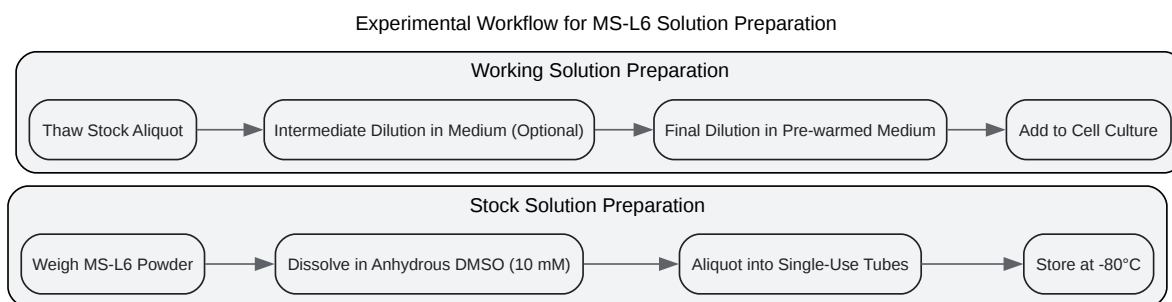 Experimental Workflow for MS-L6 Solution Preparation
Working Solution Preparation
Thaw Stock Aliquot
Intermediate Dilution in Medium (Optional)
Final Dilution in Pre-warmed Medium
Add to Cell Culture
Stock Solution Preparation
Weigh MS-L6 Powder
Dissolve in Anhydrous DMSO (10 mM)
Aliquot into Single-Use Tubes
Store at -80°C